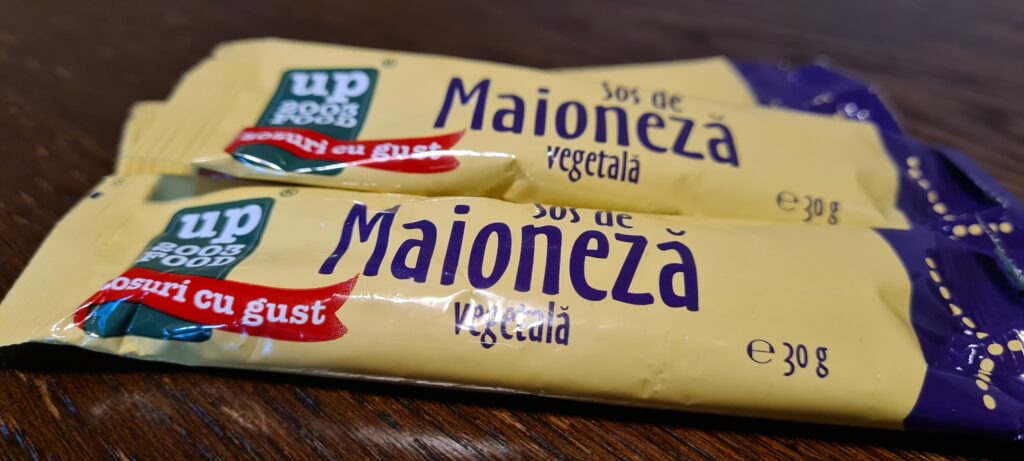 up
2003
FOOD
sosuri cu gust
®
Sos de
Maioneză
vegetală
℮ 30 g
up
2003
FOOD
sosuri cu gust
®
Sos de
Maioneză
vegetală
℮ 30 g